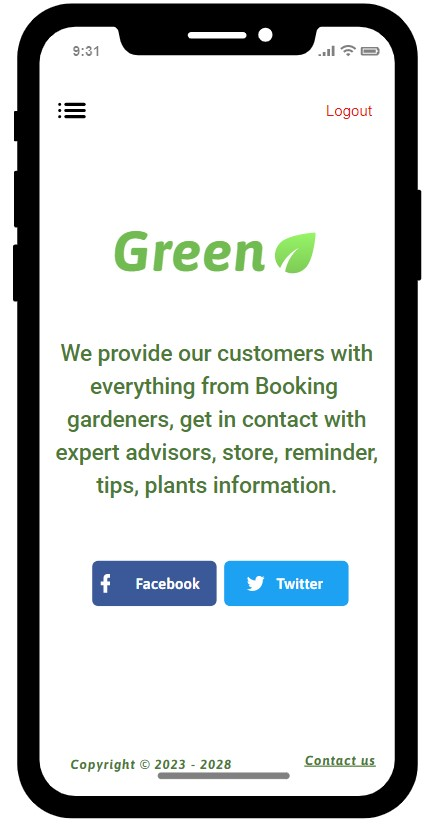 9:31
Logout
Green
We provide our customers with
everything from Booking
gardeners, get in contact with
expert advisors, store, reminder,
tips, plants information.
Facebook Twitter
Copyright © 2023 - 2028 Contact us